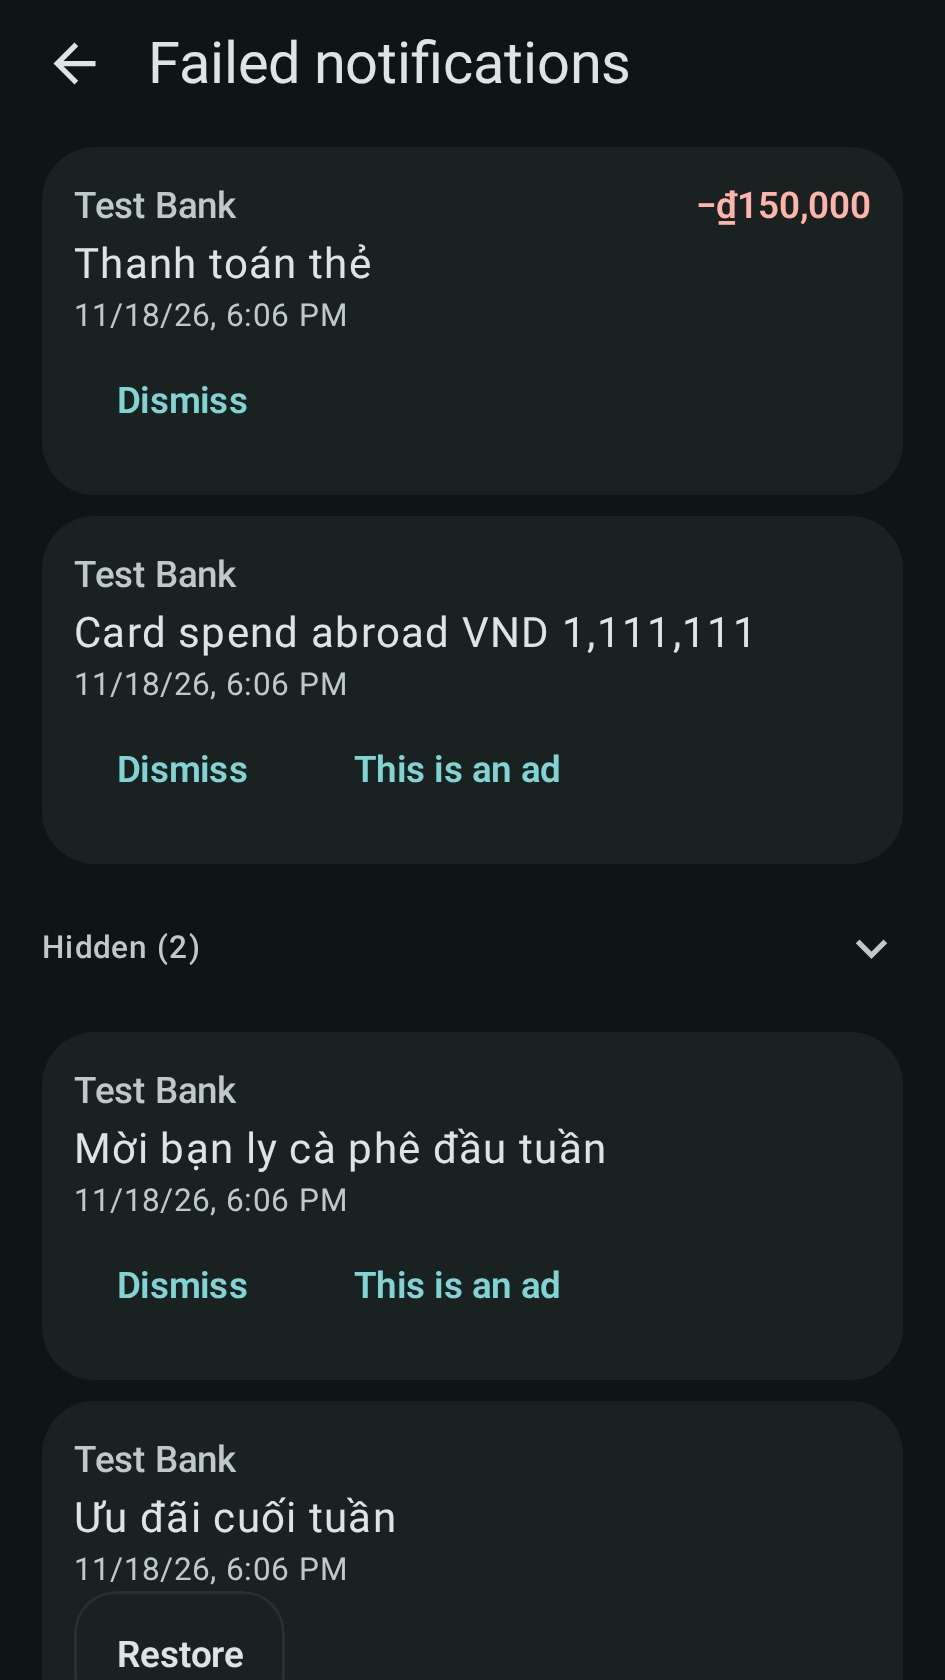 Failed notifications
Test Bank −₫150,000
Thanh toán thẻ
11/18/26, 6:06 PM
Dismiss
Test Bank
Card spend abroad VND 1,111,111
11/18/26, 6:06 PM
Dismiss This is an ad
Hidden (2)
Test Bank
Mời bạn ly cà phê đầu tuần
11/18/26, 6:06 PM
Dismiss This is an ad
Test Bank
Ưu đãi cuối tuần
11/18/26, 6:06 PM
Restore